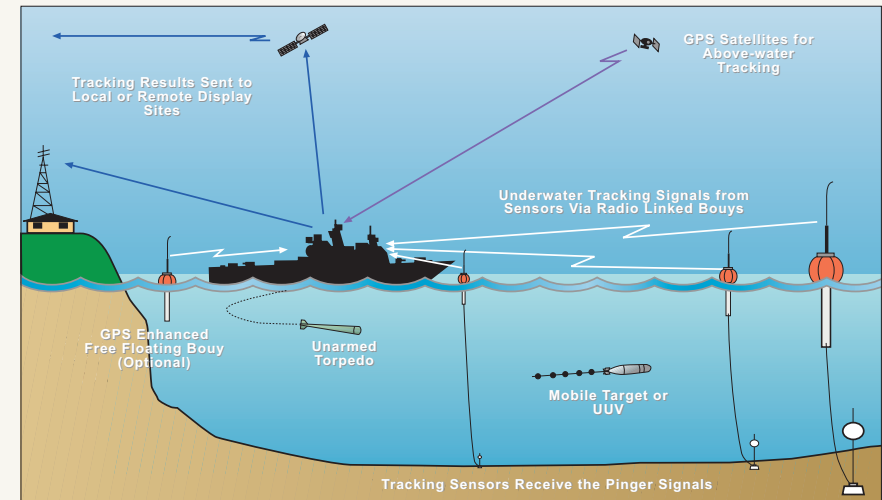 GPS Satellites for
Above-water
Tracking
Tracking Results Sent to
Local or Remote Display
Sites
Underwater Tracking Signals from
Sensors Via Radio Linked Bouys
GPS Enhanced
Free Floating Bouy
(Optional)
Unarmed
Torpedo
Mobile Target or
UUV
Tracking Sensors Receive the Pinger Signals